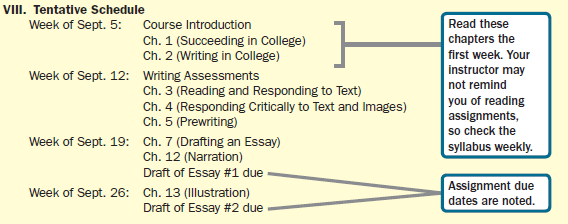 VIII. Tentative Schedule
Week of Sept. 5: Course Introduction
Ch. 1 (Succeeding in College)
Ch. 2 (Writing in College)
Week of Sept. 12: Writing Assessments
Ch. 3 (Reading and Responding to Text)
Ch. 4 (Responding Critically to Text and Images)
Ch. 5 (Prewriting)
Week of Sept. 19: Ch. 7 (Drafting an Essay)
Ch. 12 (Narration)
Draft of Essay #1 due
Week of Sept. 26: Ch. 13 (Illustration)
Draft of Essay #2 due
Read these
chapters the
first week. Your
instructor may
not remind
you of reading
assignments,
so check the
syllabus weekly.
Assignment due
dates are noted.